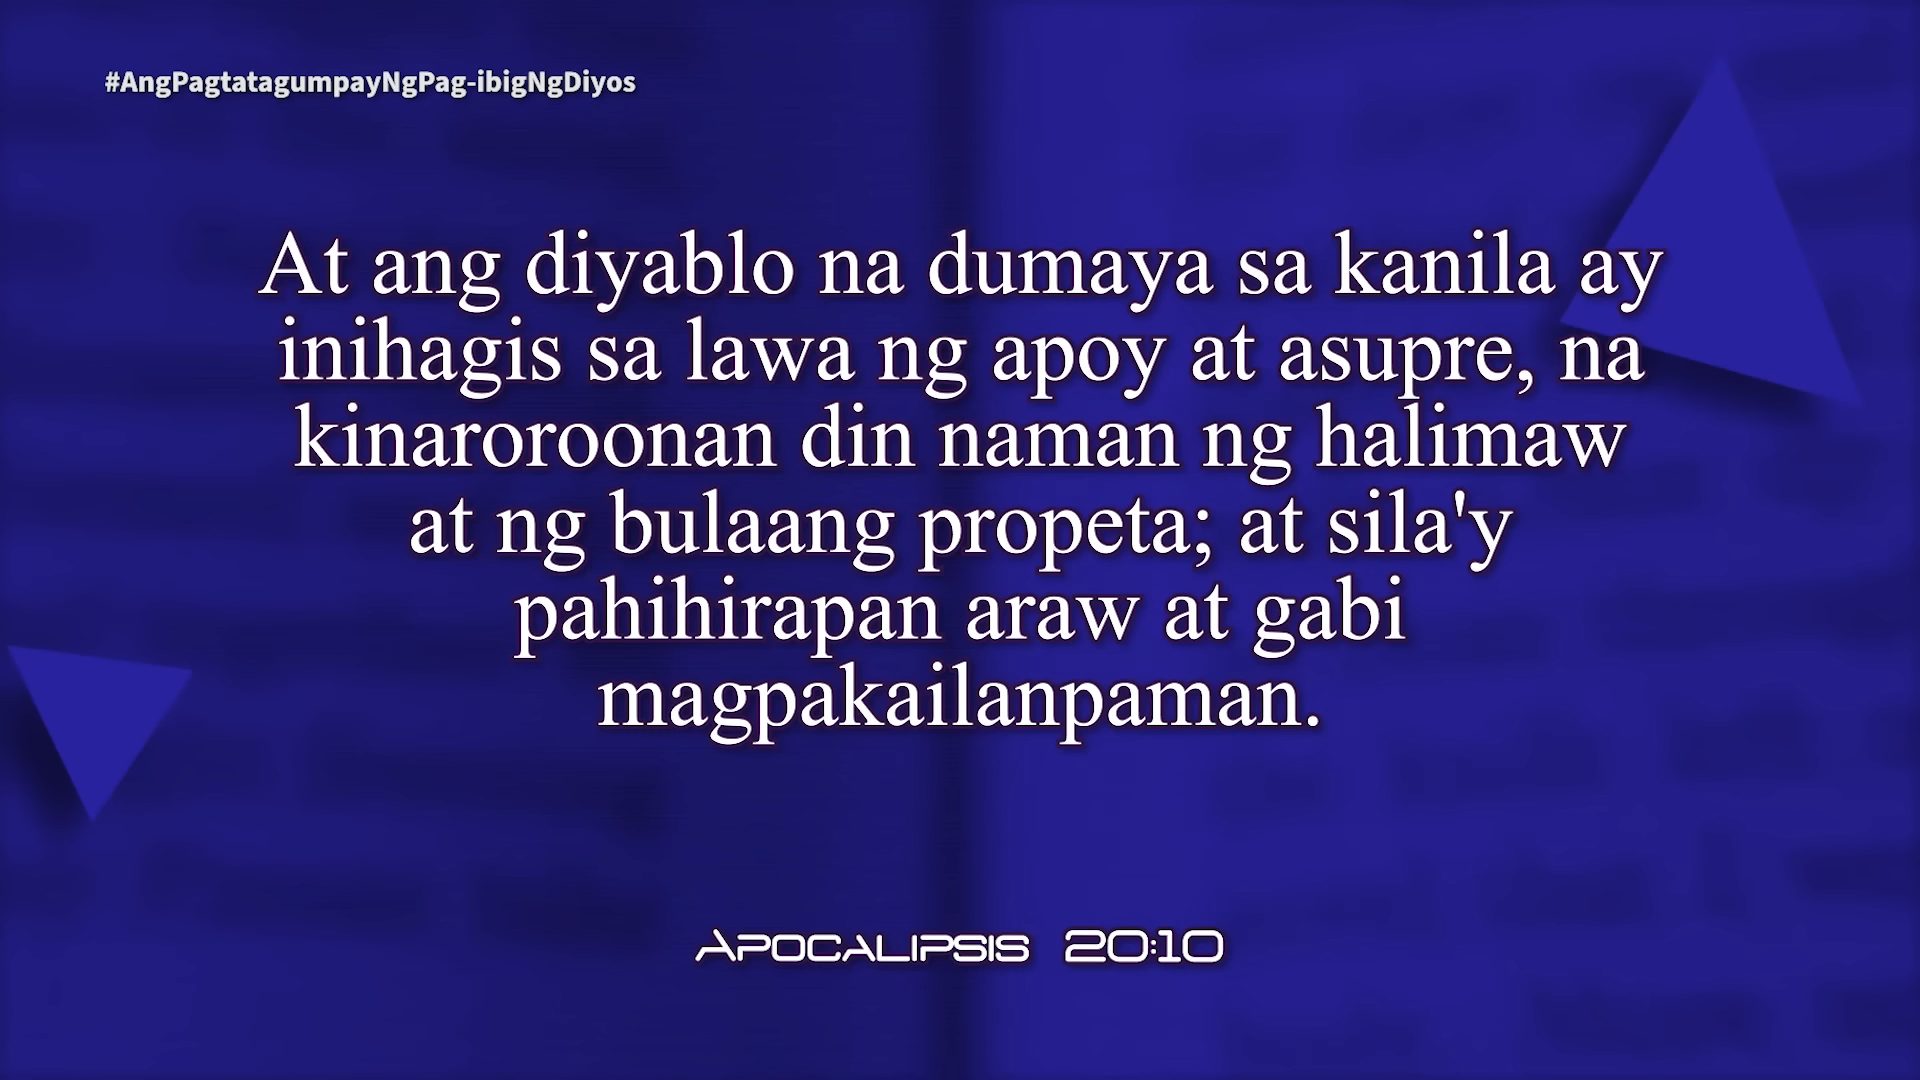 #AngPagtatagumpayNgPag-ibigNgDiyos
At ang diyablo na dumaya sa kanila ay
inihagis sa lawa ng apoy at asupre, na
kinaroroonan din naman ng halimaw
at ng bulaang propeta; at sila'y
pahihirapan araw at gabi
magpakailanpaman.
Apocalipsis 20:10